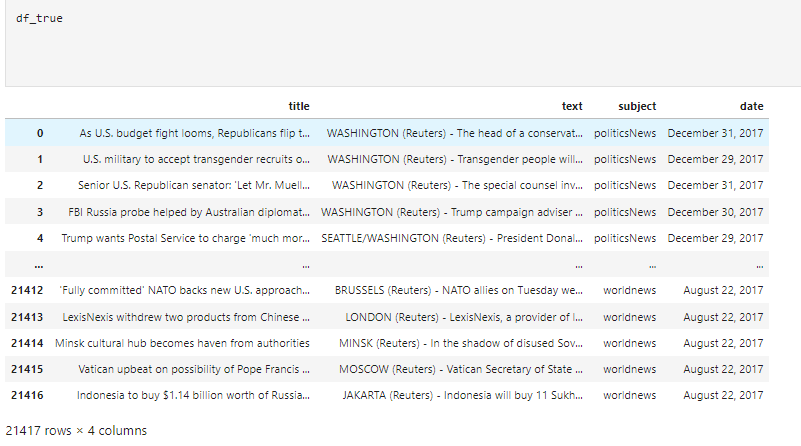 df_true
title text subject date
0 As U.S. budget fight looms, Republicans flip t... WASHINGTON (Reuters) - The head of a conservat... politicsNews December 31, 2017
1 U.S. military to accept transgender recruits o... WASHINGTON (Reuters) - Transgender people will... politicsNews December 29, 2017
2 Senior U.S. Republican senator: 'Let Mr. Muell... WASHINGTON (Reuters) - The special counsel inv... politicsNews December 31, 2017
3 FBI Russia probe helped by Australian diplomat... WASHINGTON (Reuters) - Trump campaign adviser ... politicsNews December 30, 2017
4 Trump wants Postal Service to charge 'much mor... SEATTLE/WASHINGTON (Reuters) - President Donal... politicsNews December 29, 2017
... ... ... ... ...
21412 'Fully committed' NATO backs new U.S. approach... BRUSSELS (Reuters) - NATO allies on Tuesday we... worldnews August 22, 2017
21413 LexisNexis withdrew two products from Chinese ... LONDON (Reuters) - LexisNexis, a provider of l... worldnews August 22, 2017
21414 Minsk cultural hub becomes haven from authorities MINSK (Reuters) - In the shadow of disused Sov... worldnews August 22, 2017
21415 Vatican upbeat on possibility of Pope Francis ... MOSCOW (Reuters) - Vatican Secretary of State ... worldnews August 22, 2017
21416 Indonesia to buy $1.14 billion worth of Russia... JAKARTA (Reuters) - Indonesia will buy 11 Sukh... worldnews August 22, 2017
21417 rows × 4 columns